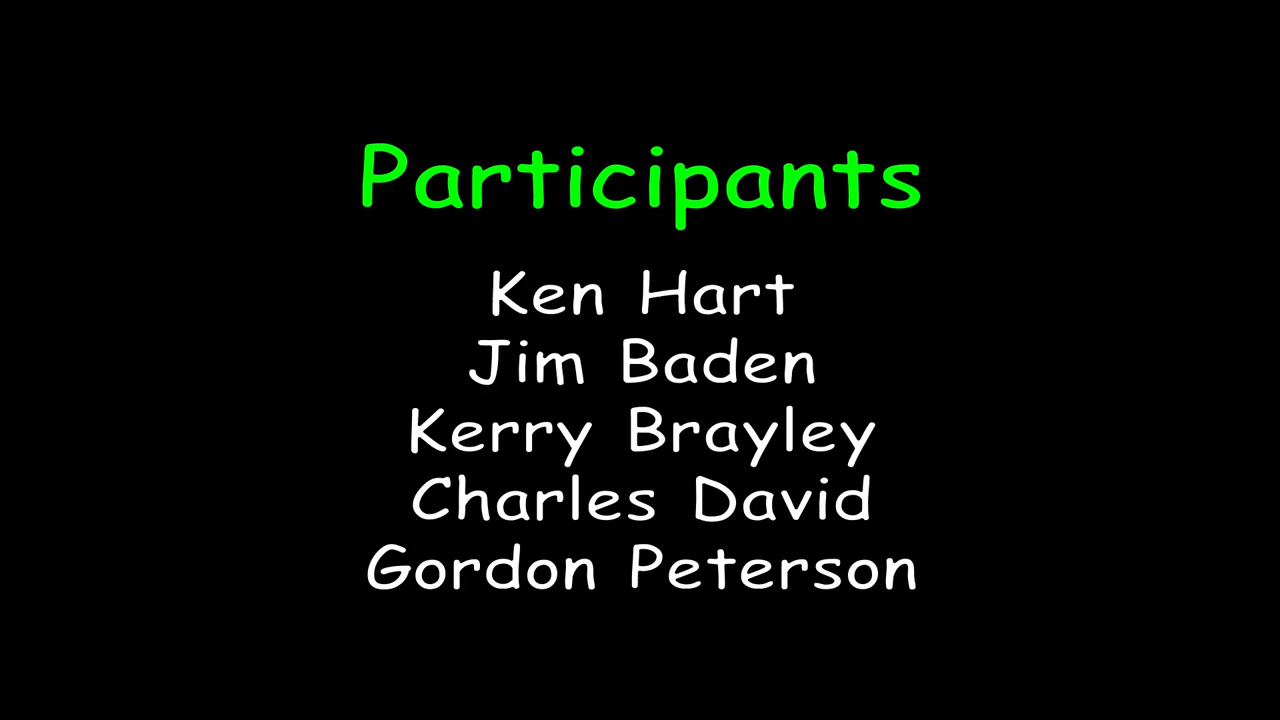 Participants
Ken Hart
Jim Baden
Kerry Brayley
Charles David
Gordon Peterson